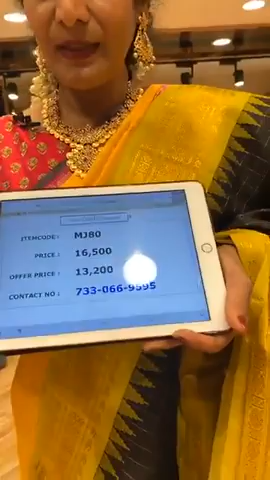 ITEMCODE : MJ80
PRICE : 16,500
OFFER PRICE : 13,200
CONTACT NO : 733-066-9595